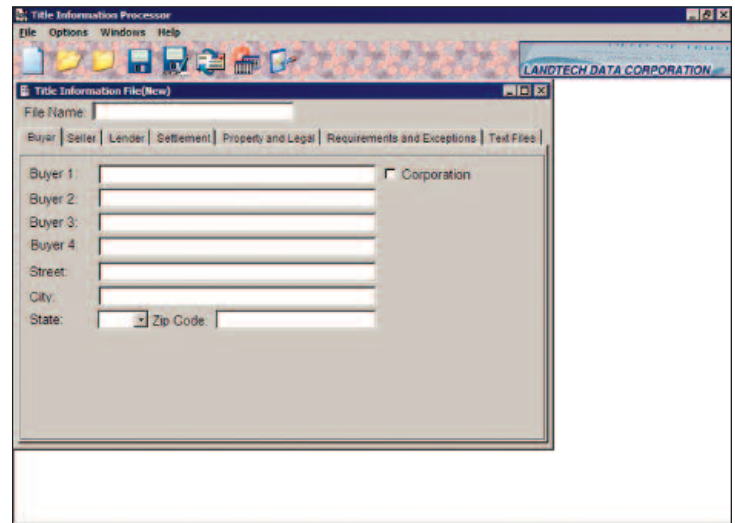 Title Information Processor
File Options Windows Help
LANDTECH DATA CORPORATION
Title Information File(New)
File Name:
Buyer Seller Lender Settlement Property and Legal Requirements and Exceptions Text Files
Buyer 1: Corporation
Buyer 2:
Buyer 3:
Buyer 4:
Street:
City:
State: Zip Code: